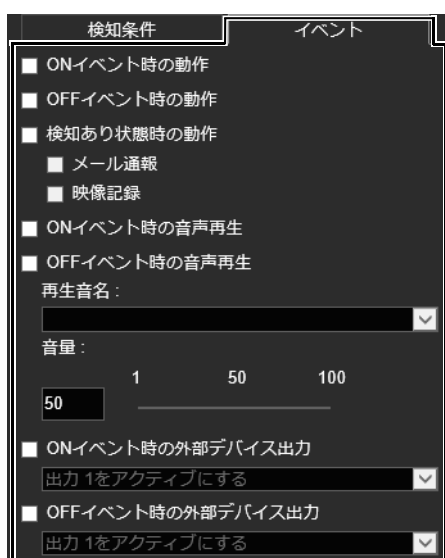 検知条件 イベント
ONイベント時の動作
OFFイベント時の動作
検知あり状態時の動作
メール通報
映像記録
ONイベント時の音声再生
OFFイベント時の音声再生
再生音名 :
音量 :
1 50 100
50
ONイベント時の外部デバイス出力
出力 1をアクティブにする
OFFイベント時の外部デバイス出力
出力 1をアクティブにする